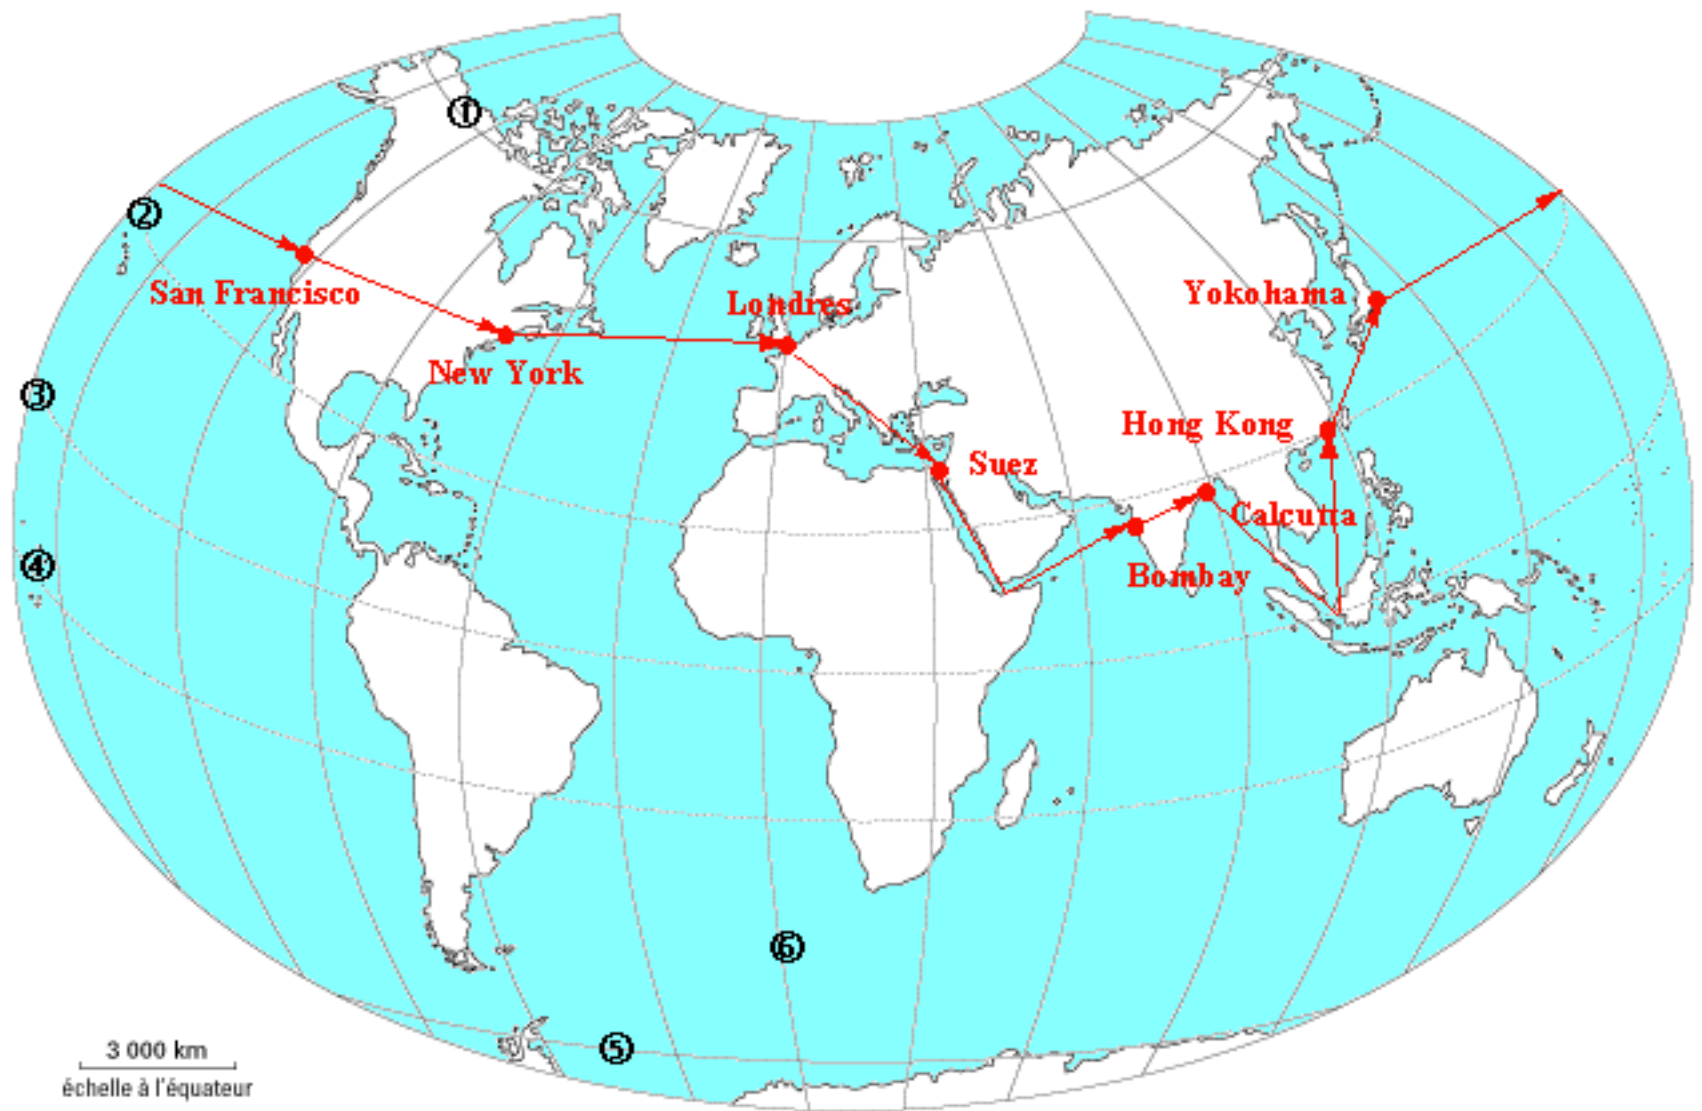 ①
②
San Francisco
Londres
Yokohama
New York
③
Hong Kong
Suez
Calcutta
④
Bombay
⑥
⑤
3 000 km
échelle à l'équateur